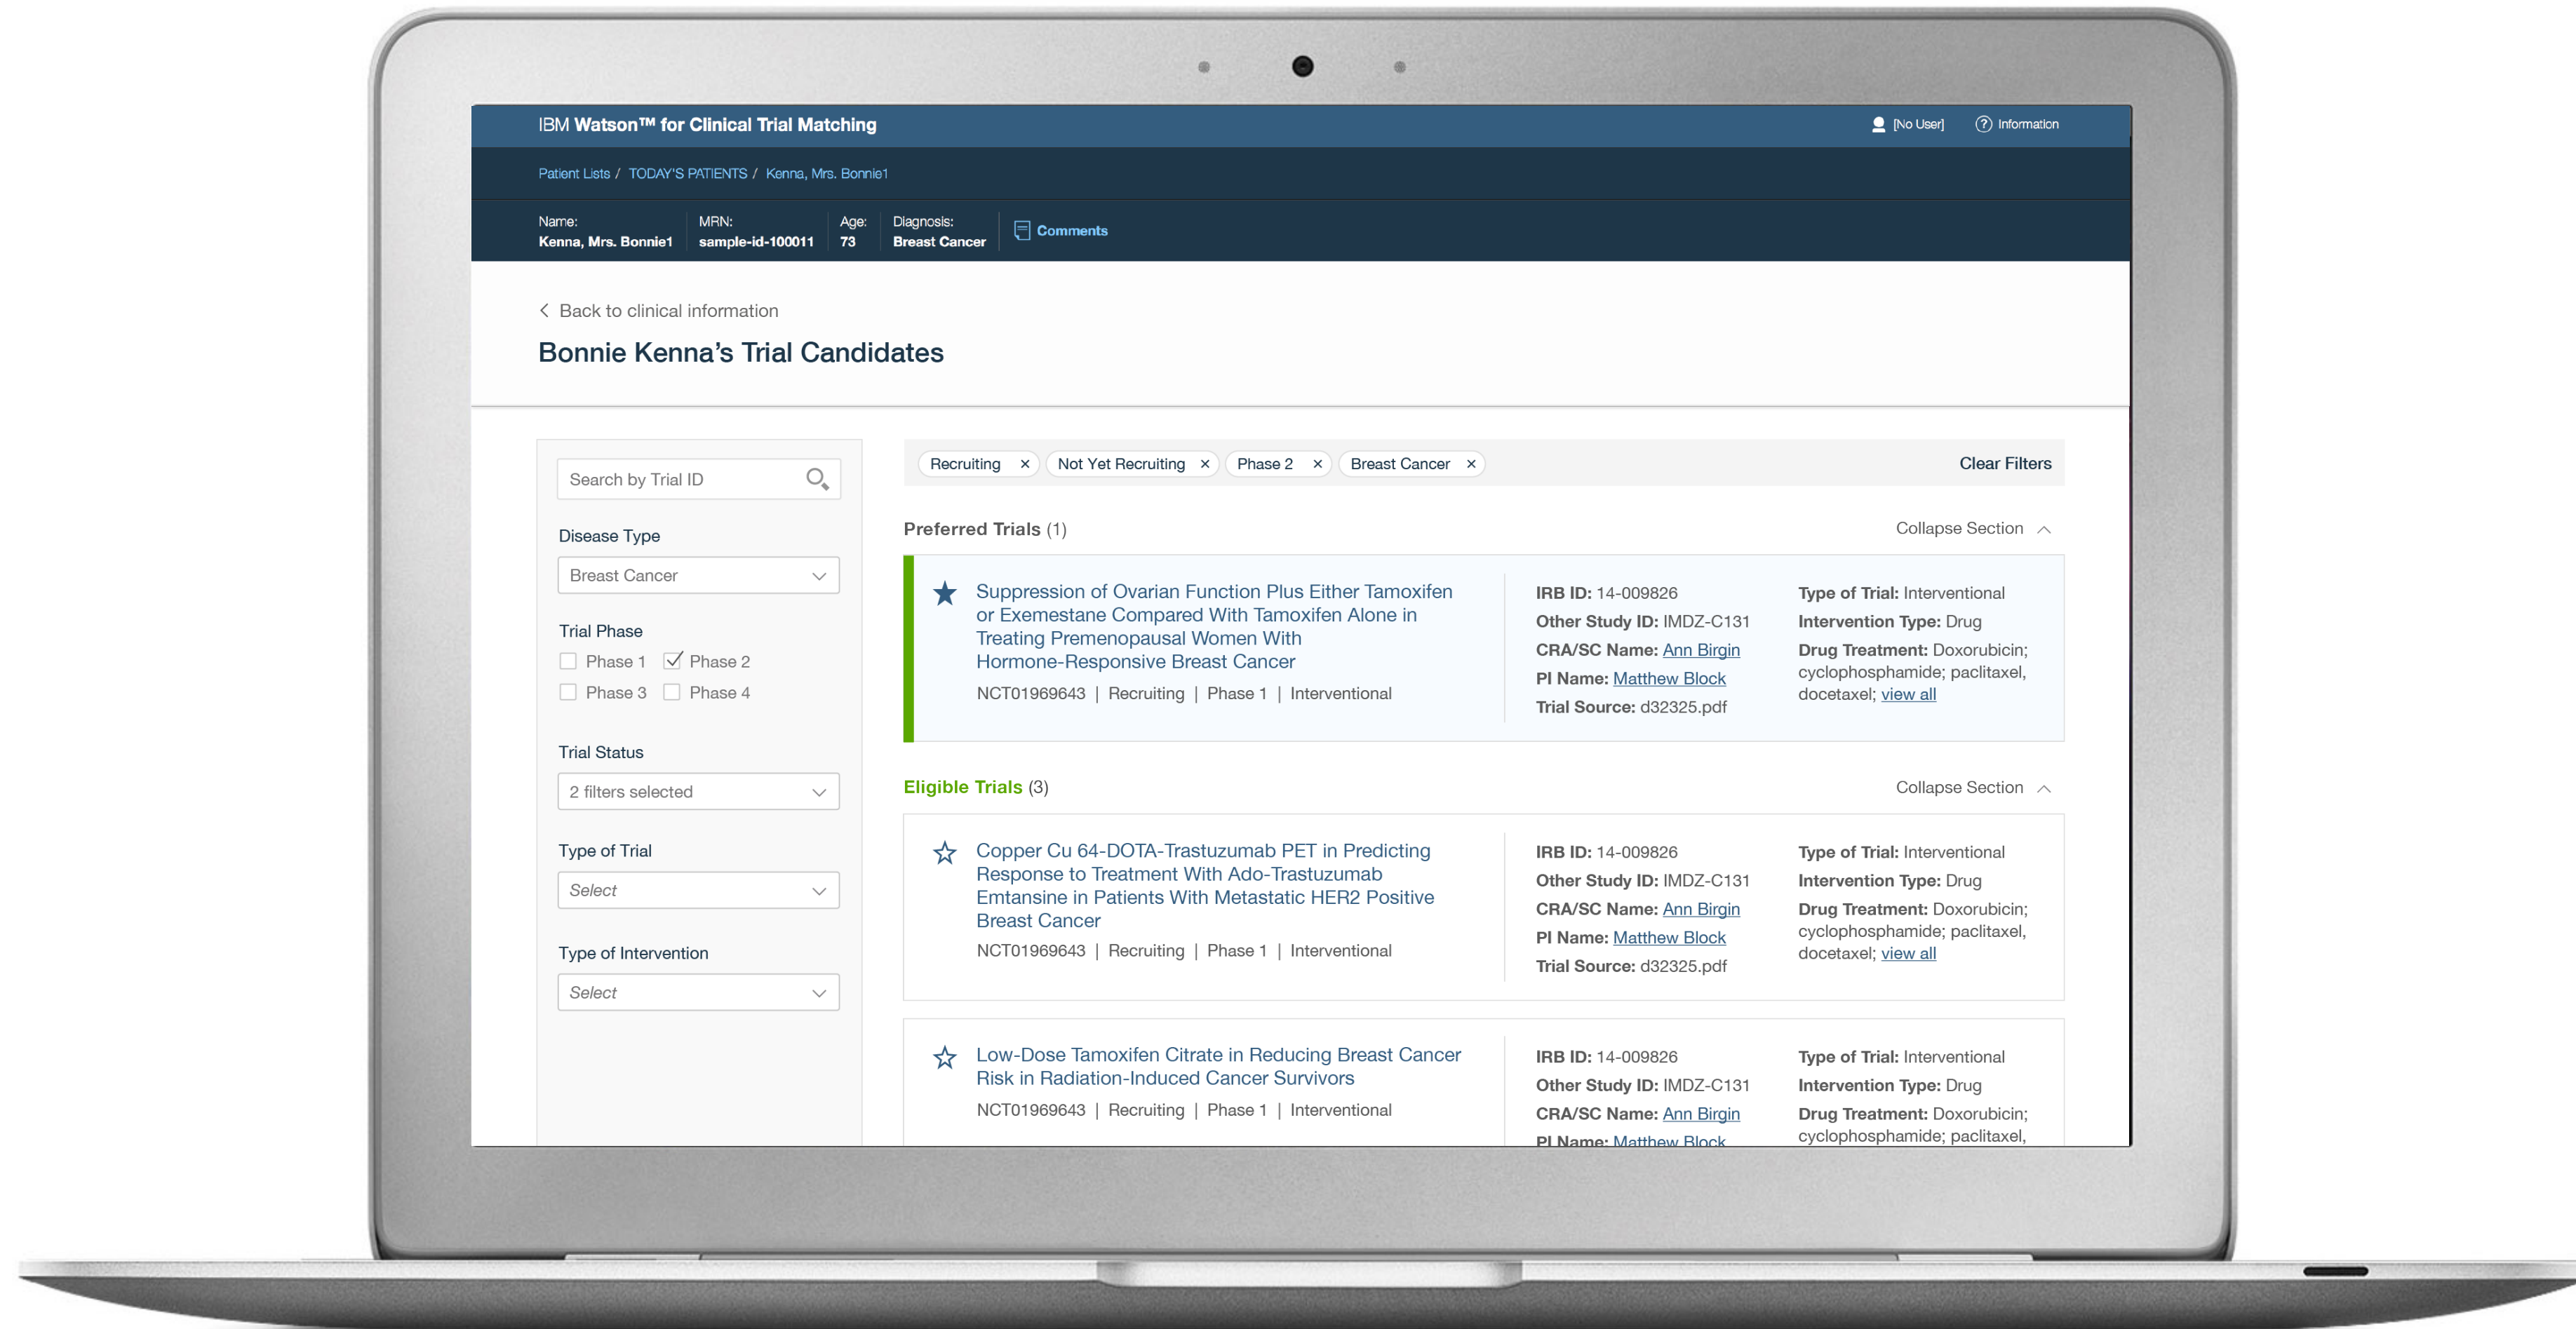 IBM Watson™ for Clinical Trial Matching
[No User]
? Information
Patient Lists / TODAY'S PATIENTS / Kenna, Mrs. Bonnie1
Name:
Kenna, Mrs. Bonnie1
MRN:
sample-id-100011
Age:
73
Diagnosis:
Breast Cancer
Comments
Back to clinical information
Bonnie Kenna’s Trial Candidates
Search by Trial ID
Disease Type
Breast Cancer
Trial Phase
Phase 1
Phase 2
Phase 3
Phase 4
Trial Status
2 filters selected
Type of Trial
Select
Type of Intervention
Select
Recruiting ×
Not Yet Recruiting ×
Phase 2 ×
Breast Cancer ×
Clear Filters
Preferred Trials (1)
Collapse Section
Suppression of Ovarian Function Plus Either Tamoxifen
or Exemestane Compared With Tamoxifen Alone in
Treating Premenopausal Women With
Hormone-Responsive Breast Cancer
NCT01969643 | Recruiting | Phase 1 | Interventional
IRB ID: 14-009826
Other Study ID: IMDZ-C131
CRA/SC Name: Ann Birgin
PI Name: Matthew Block
Trial Source: d32325.pdf
Type of Trial: Interventional
Intervention Type: Drug
Drug Treatment: Doxorubicin;
cyclophosphamide; paclitaxel,
docetaxel; view all
Eligible Trials (3)
Collapse Section
Copper Cu 64-DOTA-Trastuzumab PET in Predicting
Response to Treatment With Ado-Trastuzumab
Emtansine in Patients With Metastatic HER2 Positive
Breast Cancer
NCT01969643 | Recruiting | Phase 1 | Interventional
IRB ID: 14-009826
Other Study ID: IMDZ-C131
CRA/SC Name: Ann Birgin
PI Name: Matthew Block
Trial Source: d32325.pdf
Type of Trial: Interventional
Intervention Type: Drug
Drug Treatment: Doxorubicin;
cyclophosphamide; paclitaxel,
docetaxel; view all
Low-Dose Tamoxifen Citrate in Reducing Breast Cancer
Risk in Radiation-Induced Cancer Survivors
NCT01969643 | Recruiting | Phase 1 | Interventional
IRB ID: 14-009826
Other Study ID: IMDZ-C131
CRA/SC Name: Ann Birgin
PI Name: Matthew Block
Type of Trial: Interventional
Intervention Type: Drug
Drug Treatment: Doxorubicin;
cyclophosphamide; paclitaxel,